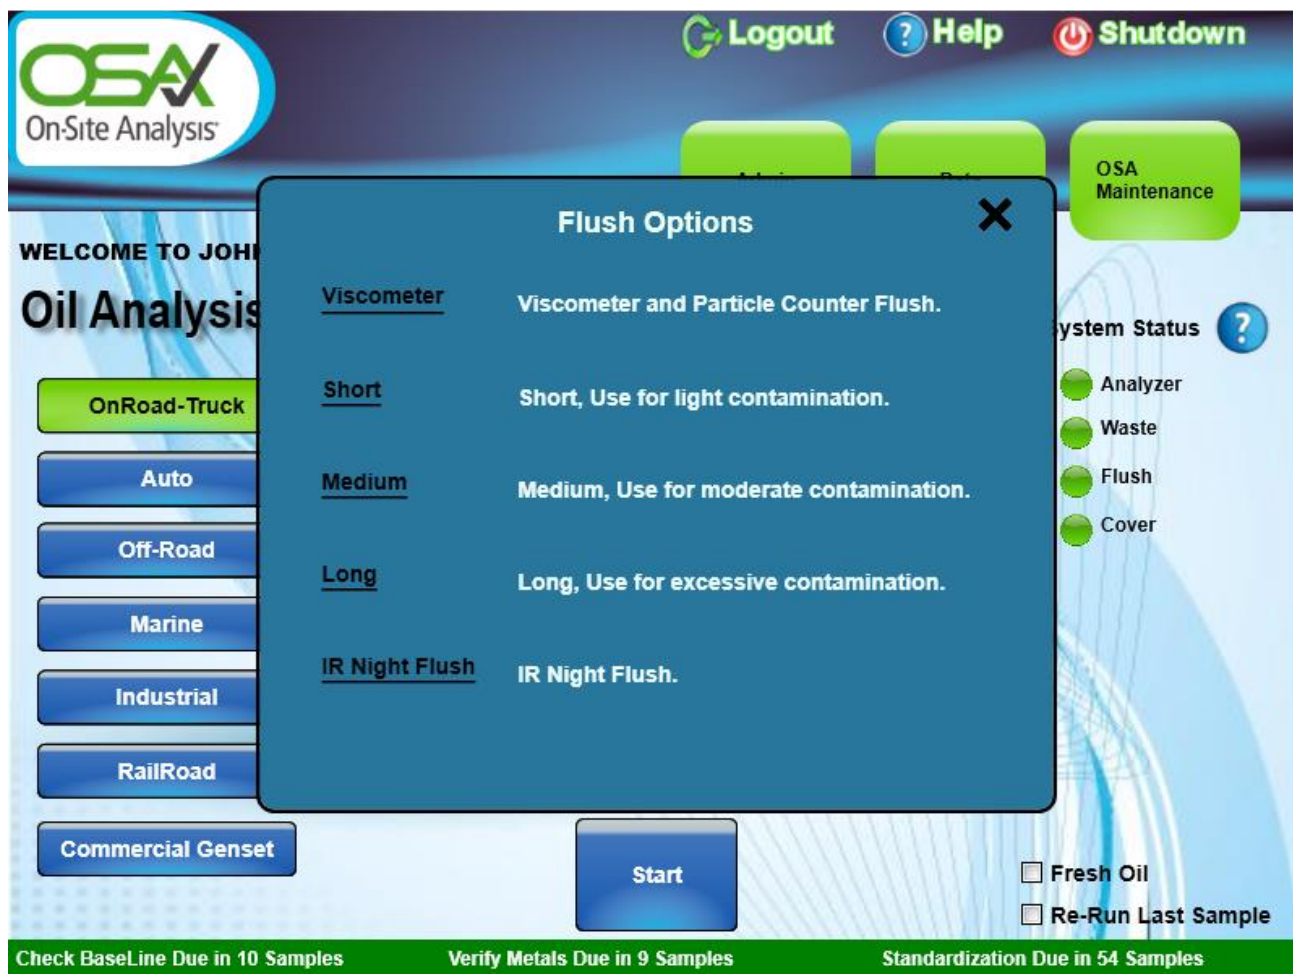 OSA
On-Site Analysis
Logout
Help
Shutdown
OSA
Maintenance
WELCOME TO
Oil Analysis
Flush Options
Viscometer
Viscometer and Particle Counter Flush.
Short
Short, Use for light contamination.
Medium
Medium, Use for moderate contamination.
Long
Long, Use for excessive contamination.
IR Night Flush
IR Night Flush.
OnRoad-Truck
Auto
Off-Road
Marine
Industrial
RailRoad
Commercial Genset
Status
Analyzer
Waste
Flush
Cover
Start
Fresh Oil
Re-Run Last Sample
Check BaseLine Due in 10 Samples
Verify Metals Due in 9 Samples
Standardization Due in 54 Samples